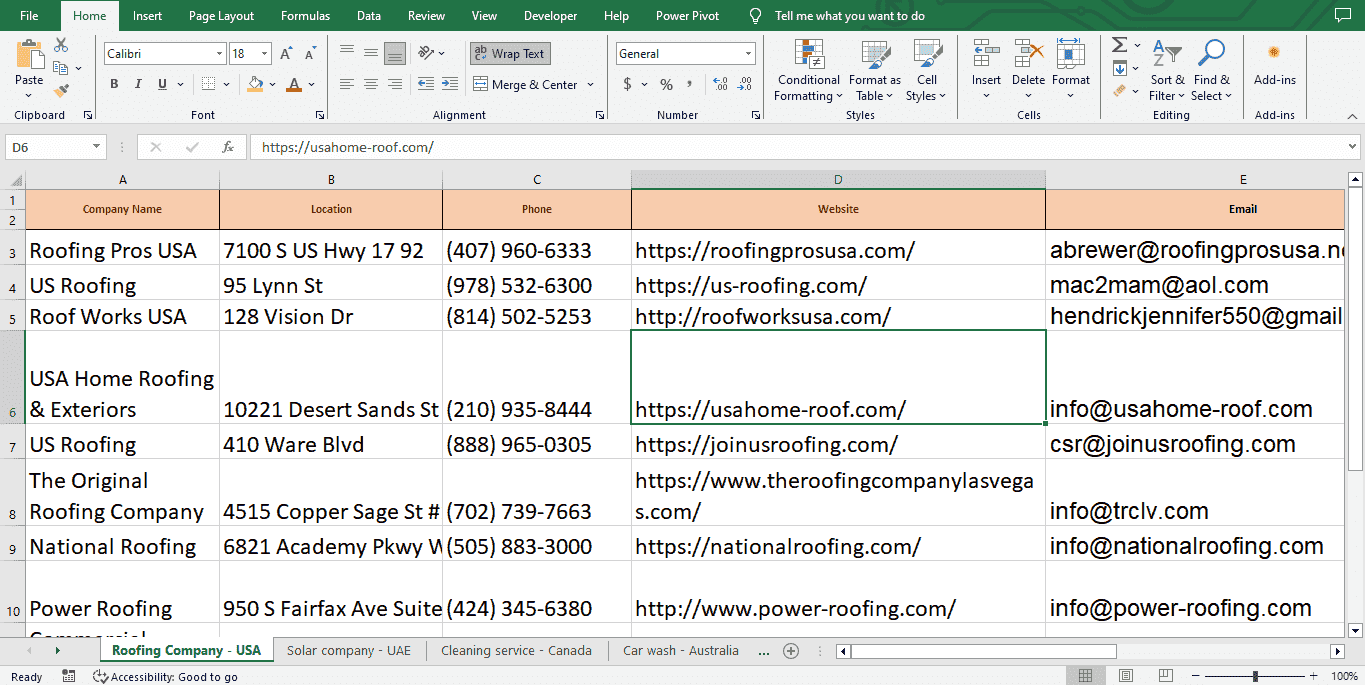 File Home Insert Page Layout Formulas Data Review View Developer Help Power Pivot Tell me what you want to do
Calibri 18 A A ab Wrap Text General Σ A Z
Paste B I U A Merge & Center $ % , .00 Conditional Formatting Format as Table Cell Styles Insert Delete Format Sort & Filter Find & Select Add-ins
Clipboard Font Alignment Number Styles Cells Editing Add-ins
D6 fx https://usahome-roof.com/
A B C D E
1
2 Company Name Location Phone Website Email
3 Roofing Pros USA 7100 S US Hwy 17 92 (407) 960-6333 https://roofingprosusa.com/ abrewer@roofingprosusa.n
4 US Roofing 95 Lynn St (978) 532-6300 https://us-roofing.com/ mac2mam@aol.com
5 Roof Works USA 128 Vision Dr (814) 502-5253 http://roofworksusa.com/ hendrickjennifer550@gmail
USA Home Roofing
6 & Exteriors 10221 Desert Sands St (210) 935-8444 https://usahome-roof.com/ info@usahome-roof.com
7 US Roofing 410 Ware Blvd (888) 965-0305 https://joinusroofing.com/ csr@joinusroofing.com
The Original https://www.theroofingcompanylasvega
8 Roofing Company 4515 Copper Sage St # (702) 739-7663 s.com/ info@trclv.com
9 National Roofing 6821 Academy Pkwy W (505) 883-3000 https://nationalroofing.com/ info@nationalroofing.com
10 Power Roofing 950 S Fairfax Ave Suite (424) 345-6380 http://www.power-roofing.com/ info@power-roofing.com
Roofing Company - USA Solar company - UAE Cleaning service - Canada Car wash - Australia ...
Ready Accessibility: Good to go 100%